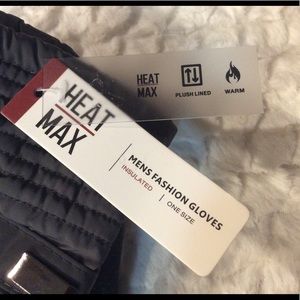 HEAT
MAX
PLUSH LINED
WARM
HEAT
MAX
MENS FASHION GLOVES
INSULATED | ONE SIZE